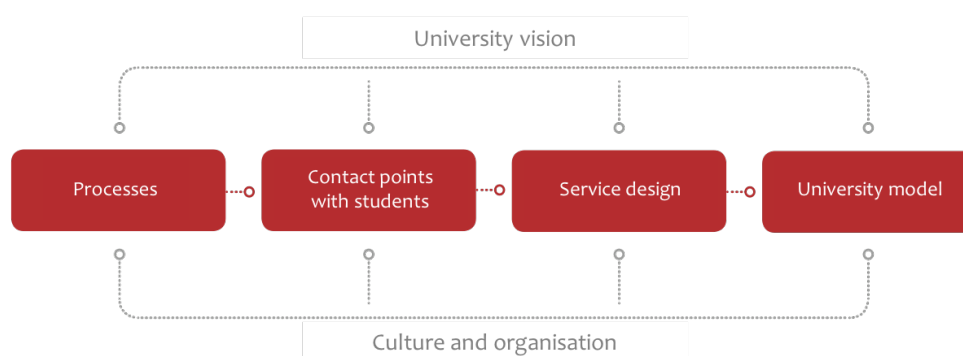 University vision
Processes
Contact points
with students
Service design
University model
Culture and organisation